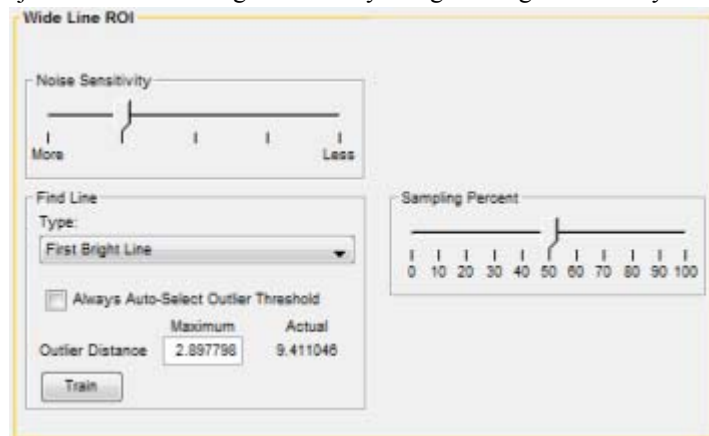 Wide Line ROI
Noise Sensitivity
More Less
Find Line
Type:
First Bright Line
Always Auto-Select Outlier Threshold
Maximum Actual
Outlier Distance 2.897798 9.411046
Train
Sampling Percent
0 10 20 30 40 50 60 70 80 90 100